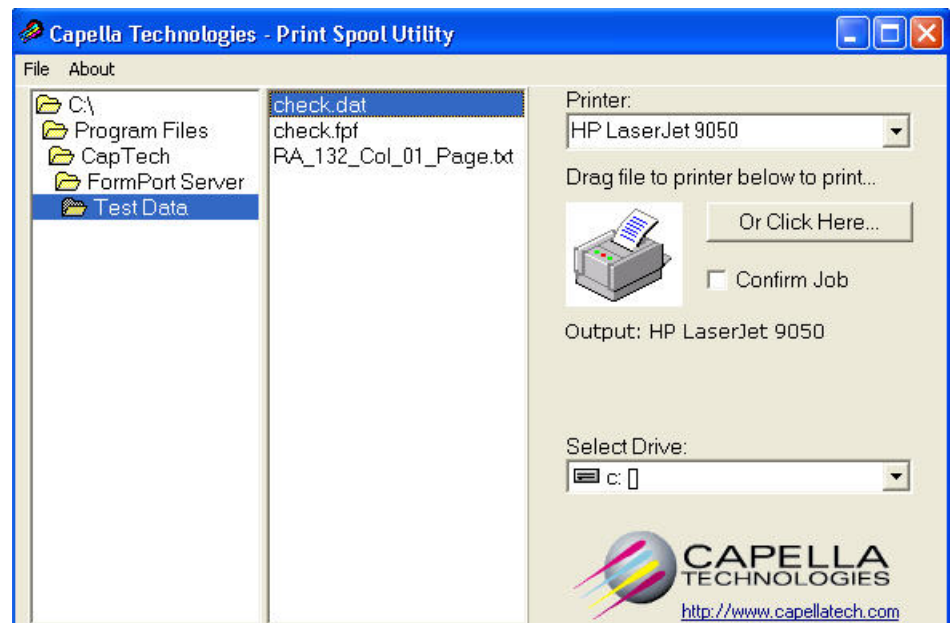 Capella Technologies - Print Spool Utility
File About
C:\
Program Files
CapTech
FormPort Server
Test Data
check.dat
check.fpf
RA_132_Col_01_Page.txt
Printer:
HP LaserJet 9050
Drag file to printer below to print...
Or Click Here...
Confirm Job
Output: HP LaserJet 9050
Select Drive:
c: []
CAPELLA
TECHNOLOGIES
http://www.capellatech.com